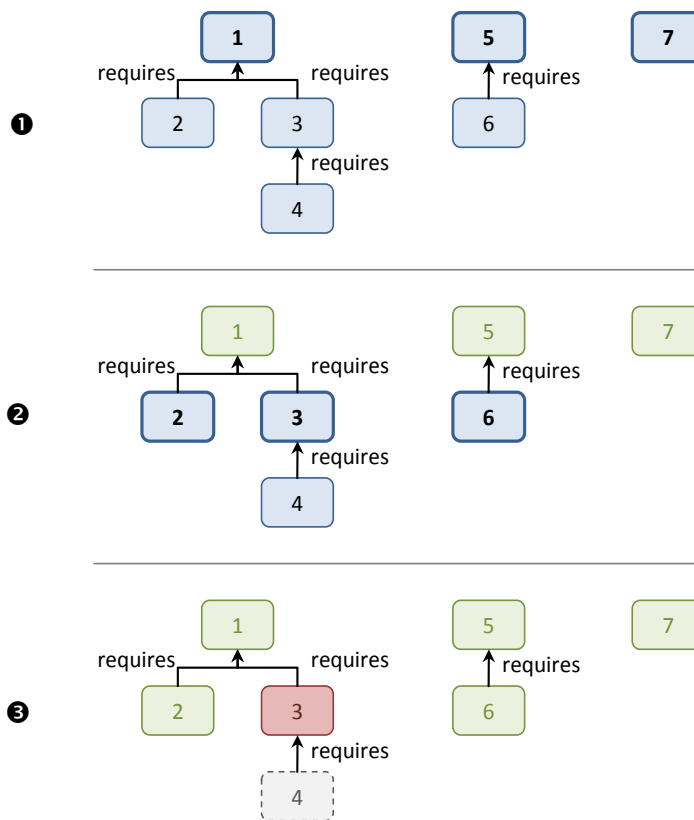 1 5 7
requires requires requires
❶ 2 3 6
requires
4
1 5 7
requires requires requires
❷ 2 3 6
requires
4
1 5 7
requires requires requires
❸ 2 3 6
requires
4